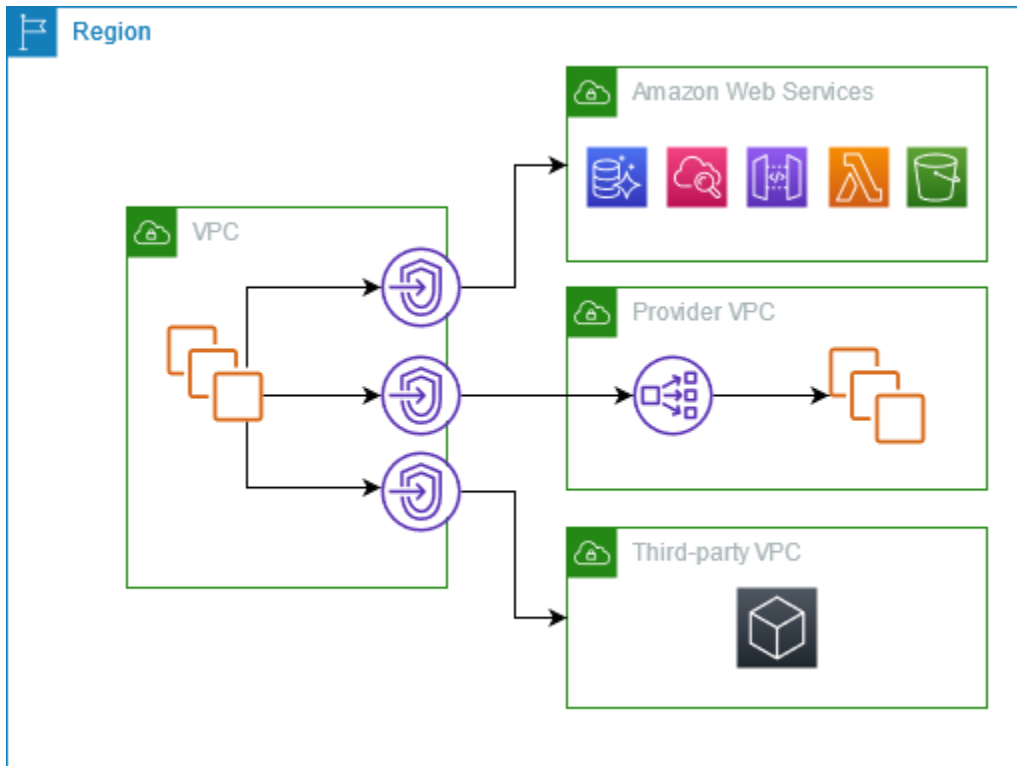 Region
Amazon Web Services
VPC
Provider VPC
Third-party VPC